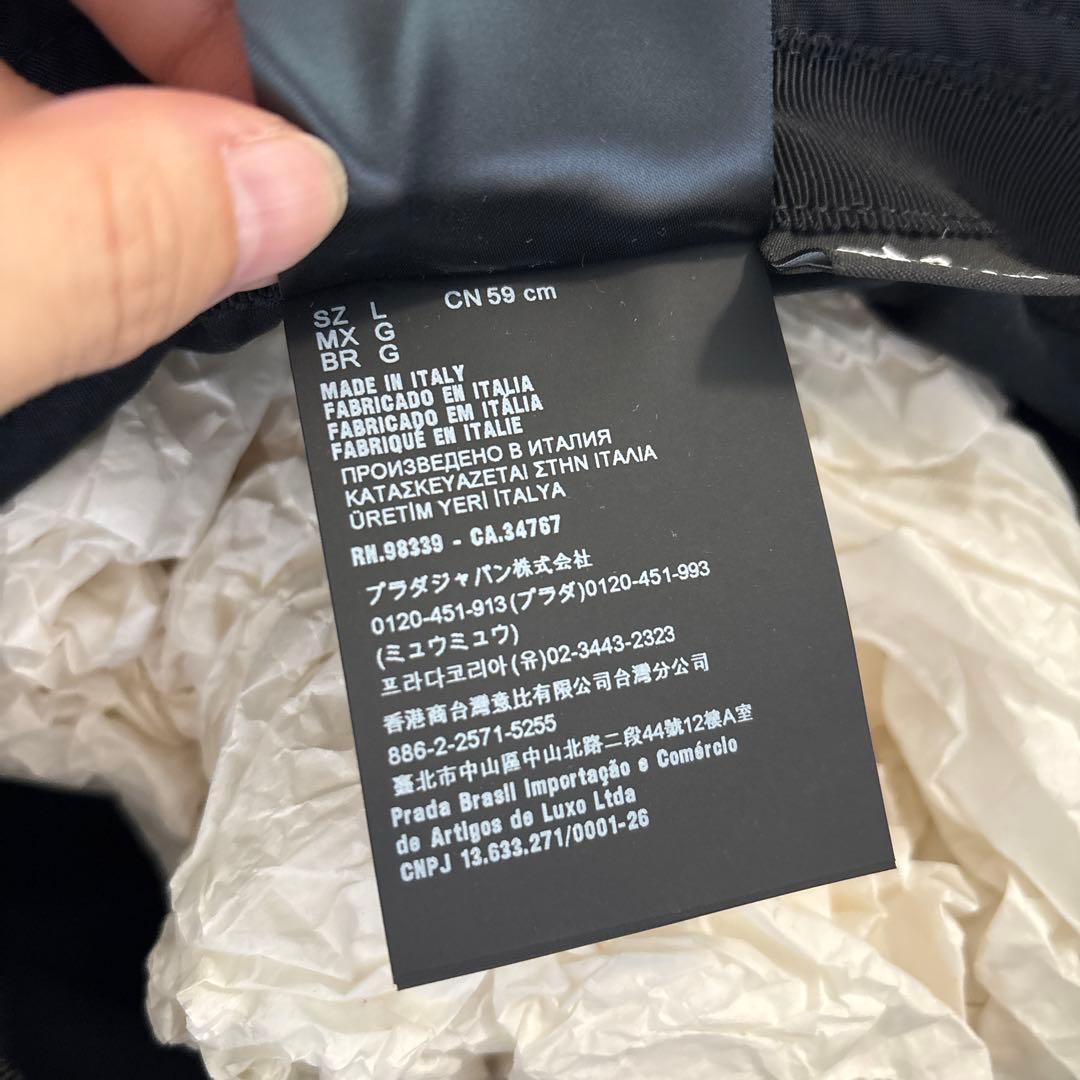 SZ L CN 59 cm
MX G
BR G
MADE IN ITALY
FABRICADO EN ITALIA
FABRICADO EM ITÁLIA
FABRIQUÉ EN ITALIE
ПРОИЗВЕДЕНО В ИТАЛИЯ
ΚΑΤΑΣΚΕΥΑΖΕΤΑΙ ΣΤΗΝ ΙΤΑΛΙΑ
ÜRETİM YERİ İTALYA
RN.98339 - CA.34767
プラダジャパン株式会社
0120-451-913(プラダ)0120-451-993
(ミュウミュウ)
프라다코리아(유)02-3443-2323
香港商台灣意比有限公司台灣分公司
886-2-2571-5255
臺北市中山區中山北路二段44號12樓A室
Prada Brasil Importação e Comércio
de Artigos de Luxo Ltda
CNPJ 13.633.271/0001-26